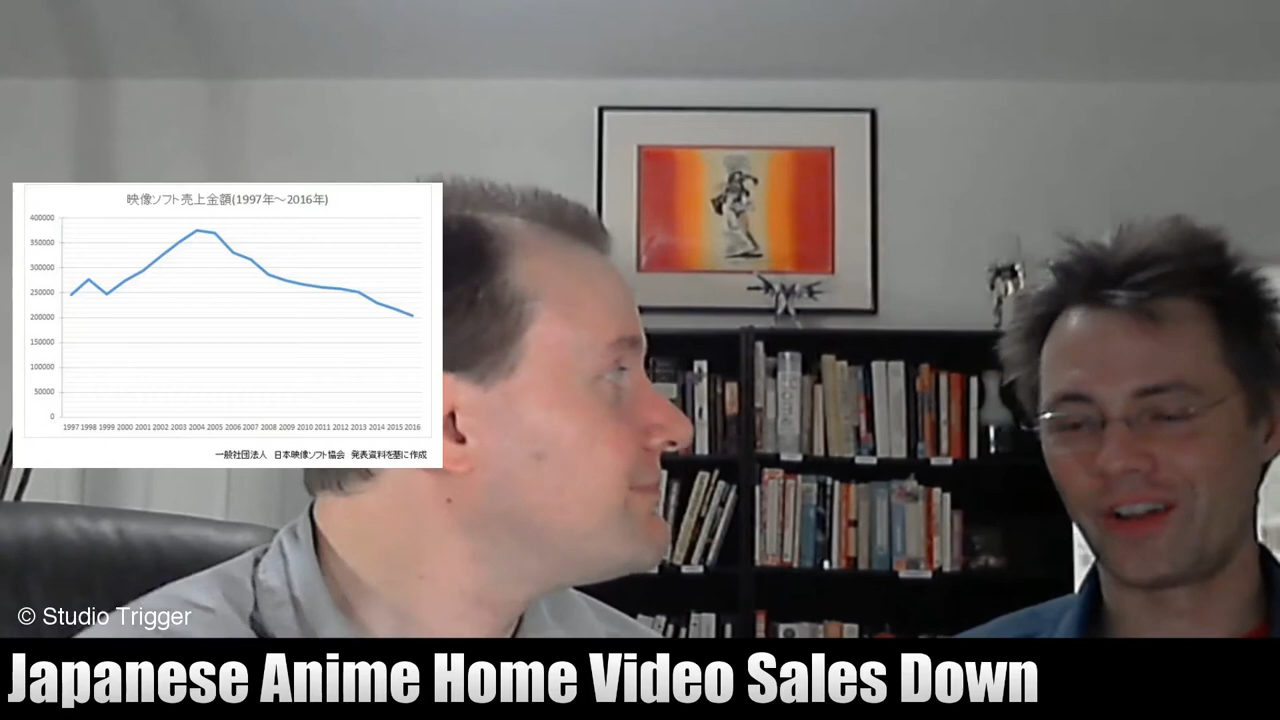 映像ソフト売上金額(1997年～2016年)
400000
350000
300000
250000
200000
150000
100000
50000
0
1997 1998 1999 2000 2001 2002 2003 2004 2005 2006 2007 2008 2009 2010 2011 2012 2013 2014 2015 2016
一般社団法人 日本映像ソフト協会 発表資料を基に作成
© Studio Trigger
Japanese Anime Home Video Sales Down